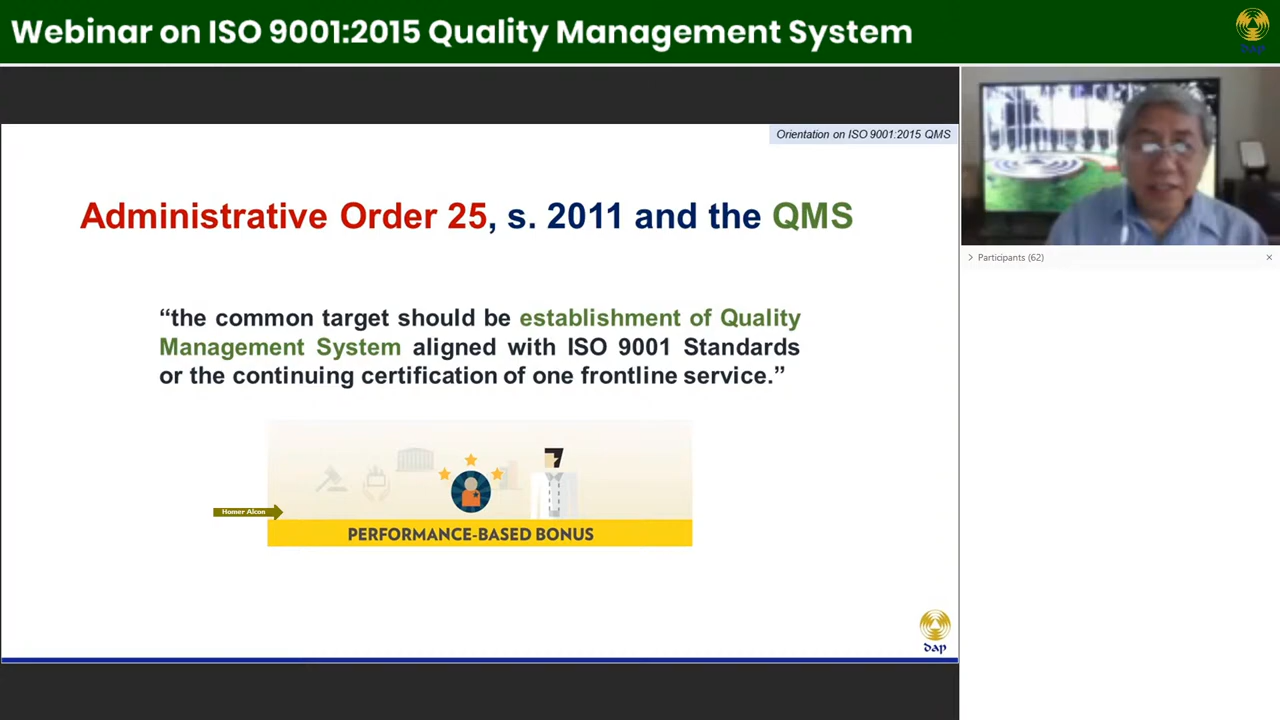 Webinar on ISO 9001:2015 Quality Management System
dap
Orientation on ISO 9001:2015 QMS
Administrative Order 25, s. 2011 and the QMS
Participants (62)
“the common target should be establishment of Quality
Management System aligned with ISO 9001 Standards
or the continuing certification of one frontline service.”
Homer Alcon
PERFORMANCE-BASED BONUS
dap